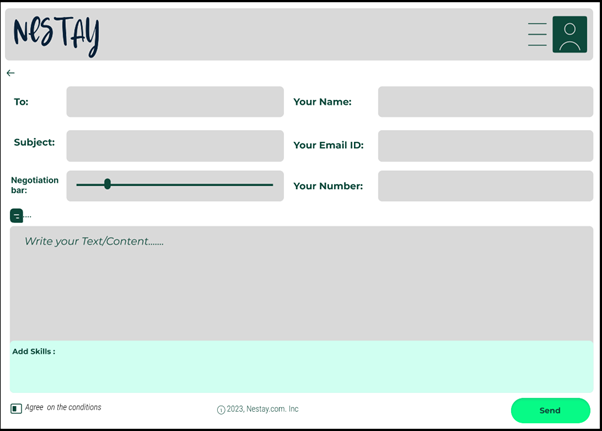 NeSTAY
To:
Your Name:
Subject:
Your Email ID:
Negotiation
bar:
Your Number:
....
Write your Text/Content.......
Add Skills :
Agree on the conditions
2023, Nestay.com. Inc
Send